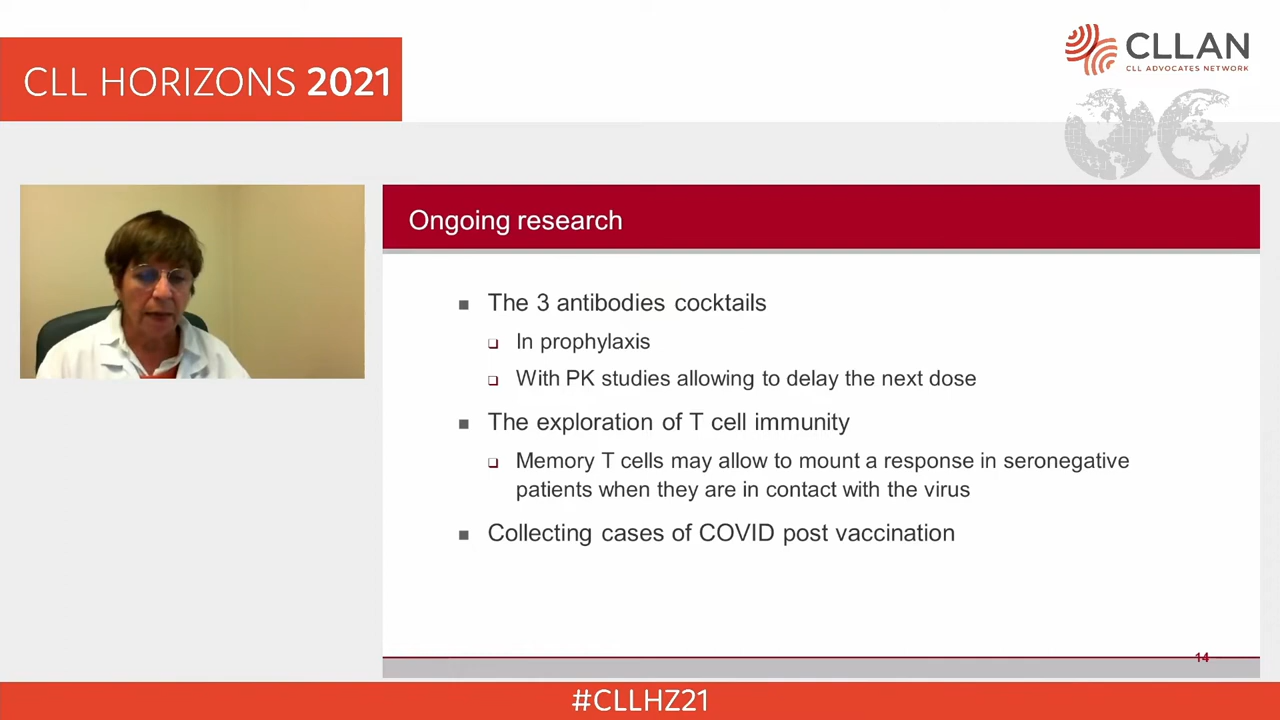 CLL HORIZONS 2021
CLLAN
CLL ADVOCATES NETWORK
Ongoing research
The 3 antibodies cocktails
In prophylaxis
With PK studies allowing to delay the next dose
The exploration of T cell immunity
Memory T cells may allow to mount a response in seronegative
patients when they are in contact with the virus
Collecting cases of COVID post vaccination
14
#CLLHZ21